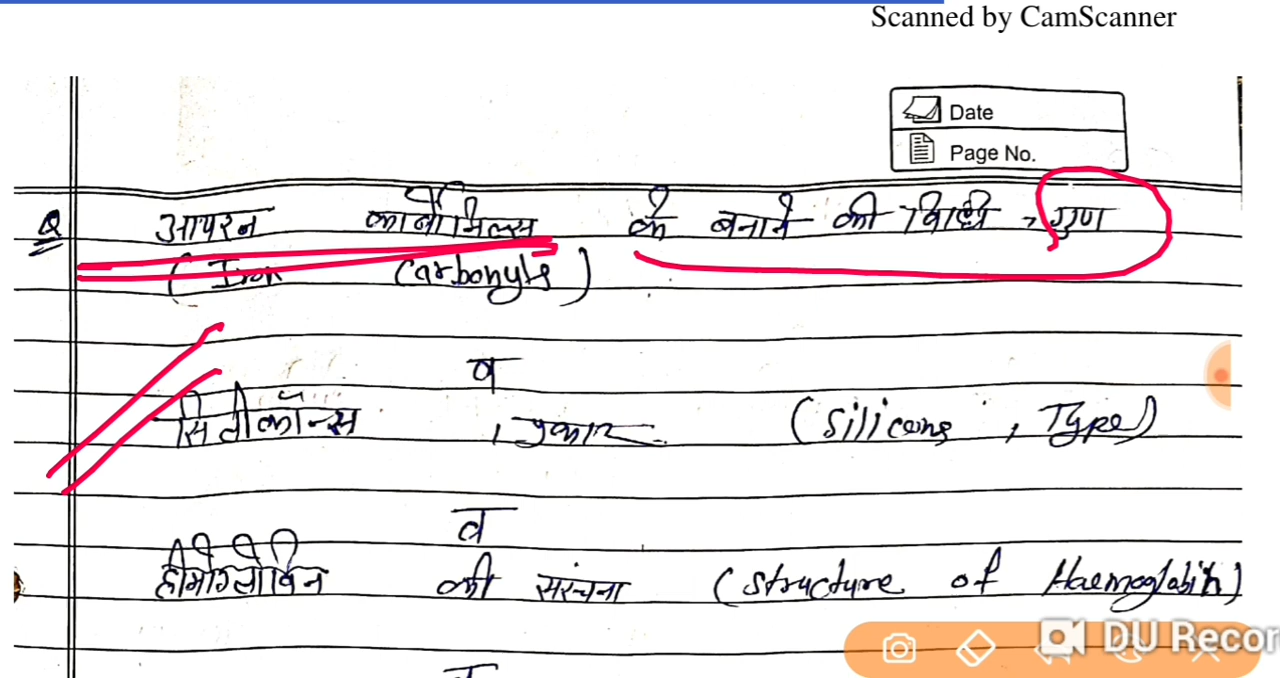 Scanned by CamScanner
Date
Page No.
Q आयरन कार्बोनिल्स के बनाने की विधि, गुण
(Iron Carbonyls)
व
सिलीकॉन्स, प्रकार (Silicons, Type)
व
हीमोग्लोबिन की संरचना (Structure of Haemoglobin)
व
DU Recor